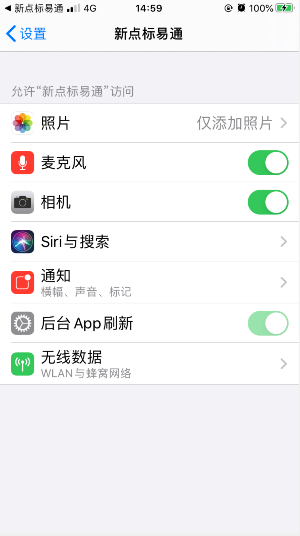 新点标易通 4G 14:59 100%
设置 新点标易通
允许“新点标易通”访问
照片 仅添加照片
麦克风
相机
Siri与搜索
通知
横幅、声音、标记
后台App刷新
无线数据
WLAN与蜂窝网络